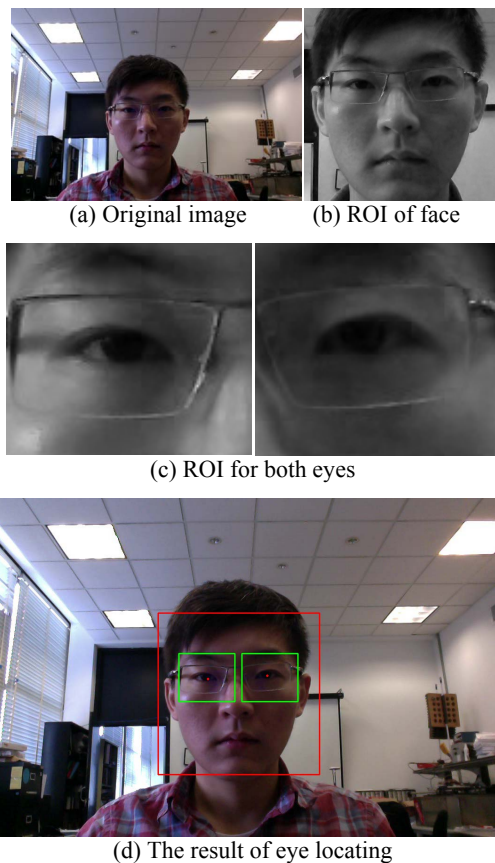 (a) Original image
(b) ROI of face
(c) ROI for both eyes
(d) The result of eye locating